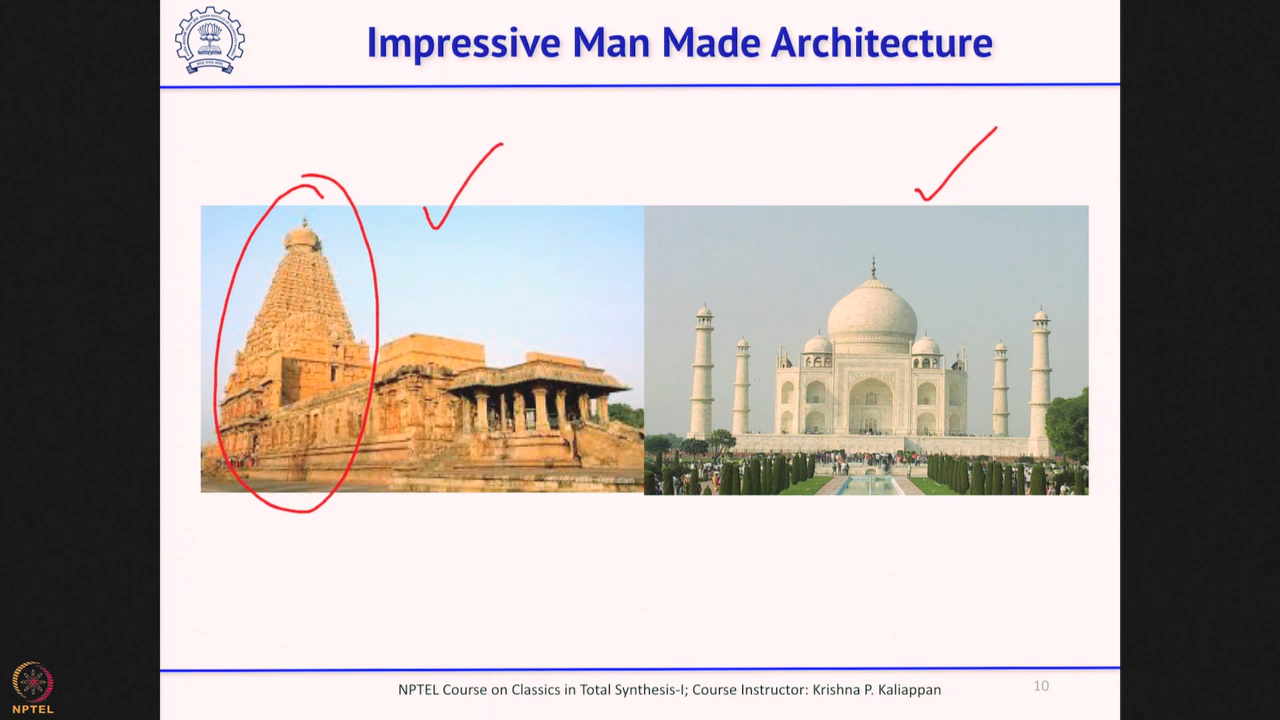 Impressive Man Made Architecture
NPTEL Course on Classics in Total Synthesis-I; Course Instructor: Krishna P. Kaliappan
10
NPTEL